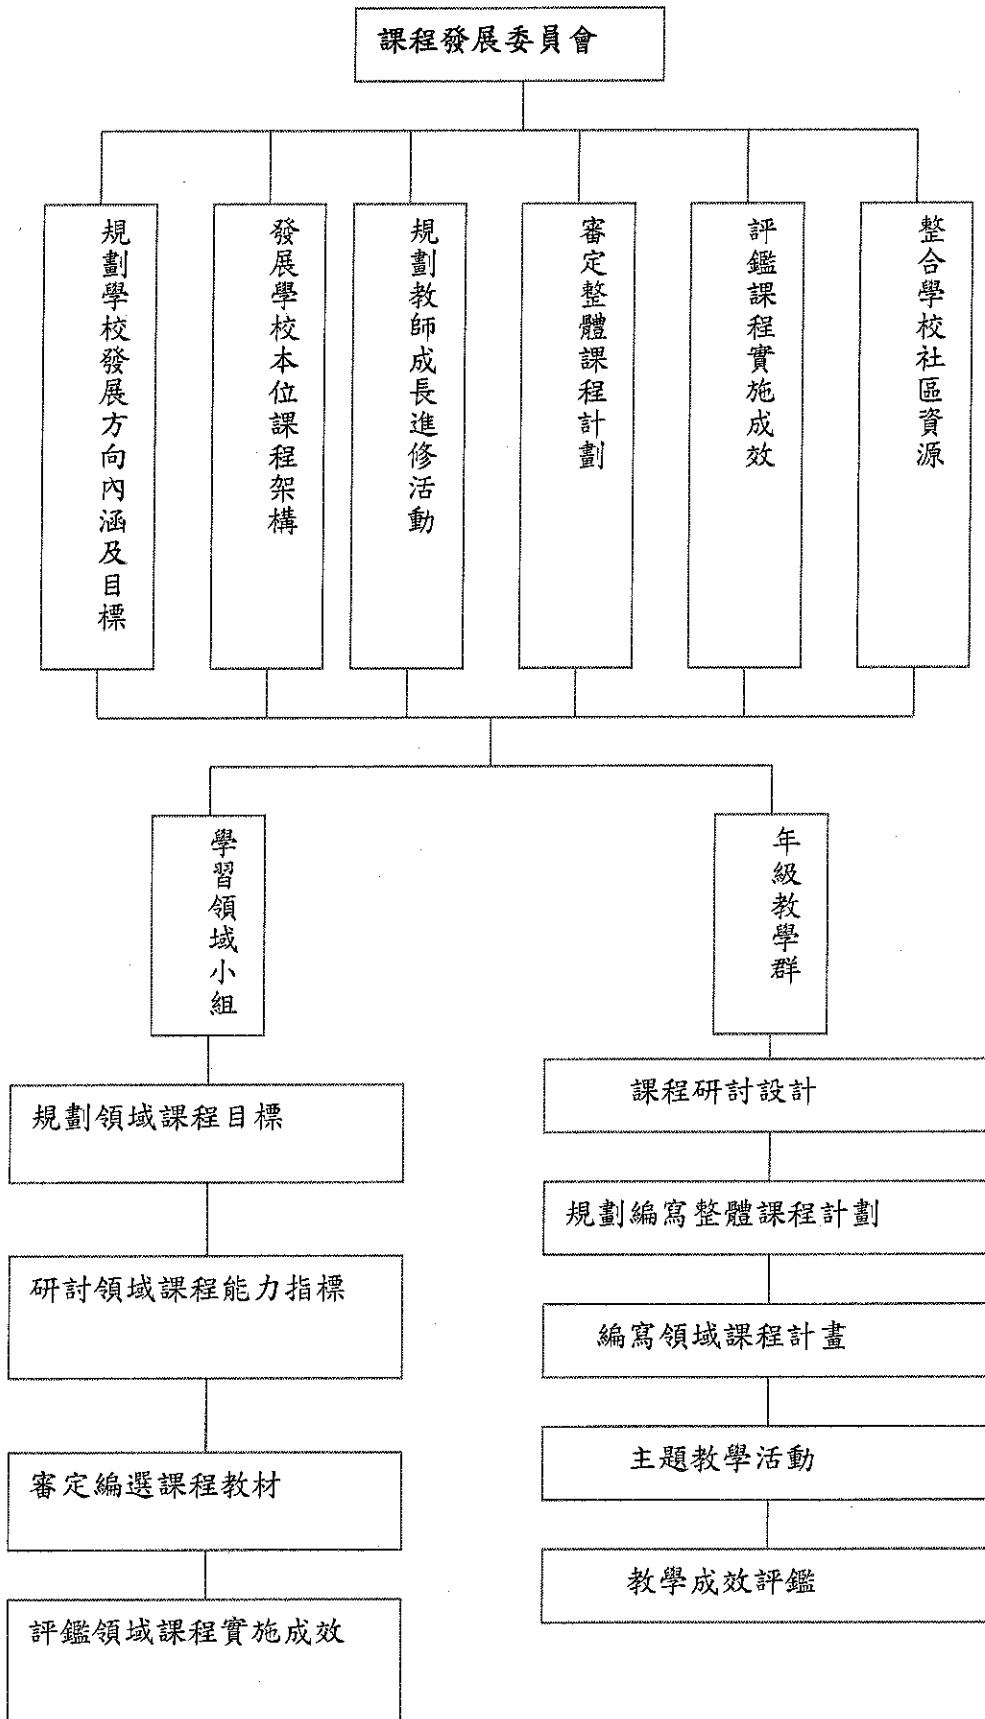 課程發展委員會
規劃學校發展方向內涵及目標
發展學校本位課程架構
規劃教師成長進修活動
審定整體課程計劃
評鑑課程實施成效
整合學校社區資源
學習領域小組
規劃領域課程目標
研討領域課程能力指標
審定編選課程教材
評鑑領域課程實施成效
年級教學群
課程研討設計
規劃編寫整體課程計劃
編寫領域課程計畫
主題教學活動
教學成效評鑑